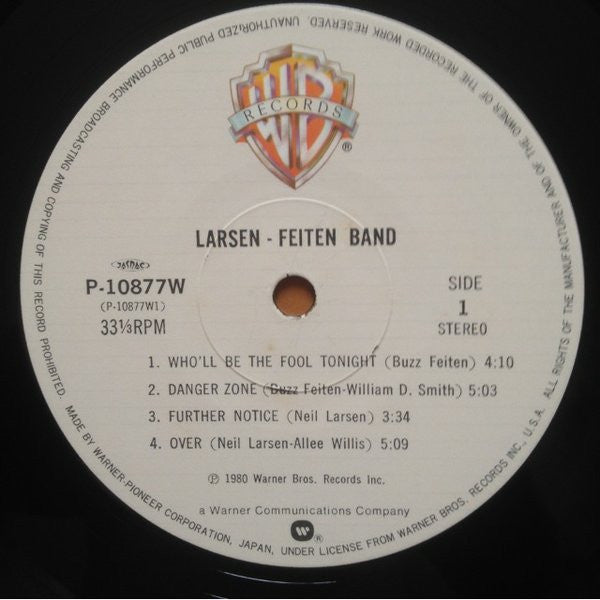 WB
RECORDS
®
LARSEN - FEITEN BAND
P-10877W
(P-10877W1)
33⅓RPM
SIDE
1
STEREO
1. WHO'LL BE THE FOOL TONIGHT (Buzz Feiten) 4:10
2. DANGER ZONE (Buzz Feiten-William D. Smith) 5:03
3. FURTHER NOTICE (Neil Larsen) 3:34
4. OVER (Neil Larsen-Allee Willis) 5:09
Ⓟ 1980 Warner Bros. Records Inc.
a Warner Communications Company
®
MADE BY WARNER-PIONEER CORPORATION, JAPAN, UNDER LICENSE FROM WARNER BROS. RECORDS INC., U.S.A. ALL RIGHTS OF THE MANUFACTURER AND OF THE OWNER OF THE RECORDED WORK RESERVED. UNAUTHORIZED PUBLIC PERFORMANCE BROADCASTING AND COPYING OF THIS RECORD PROHIBITED.